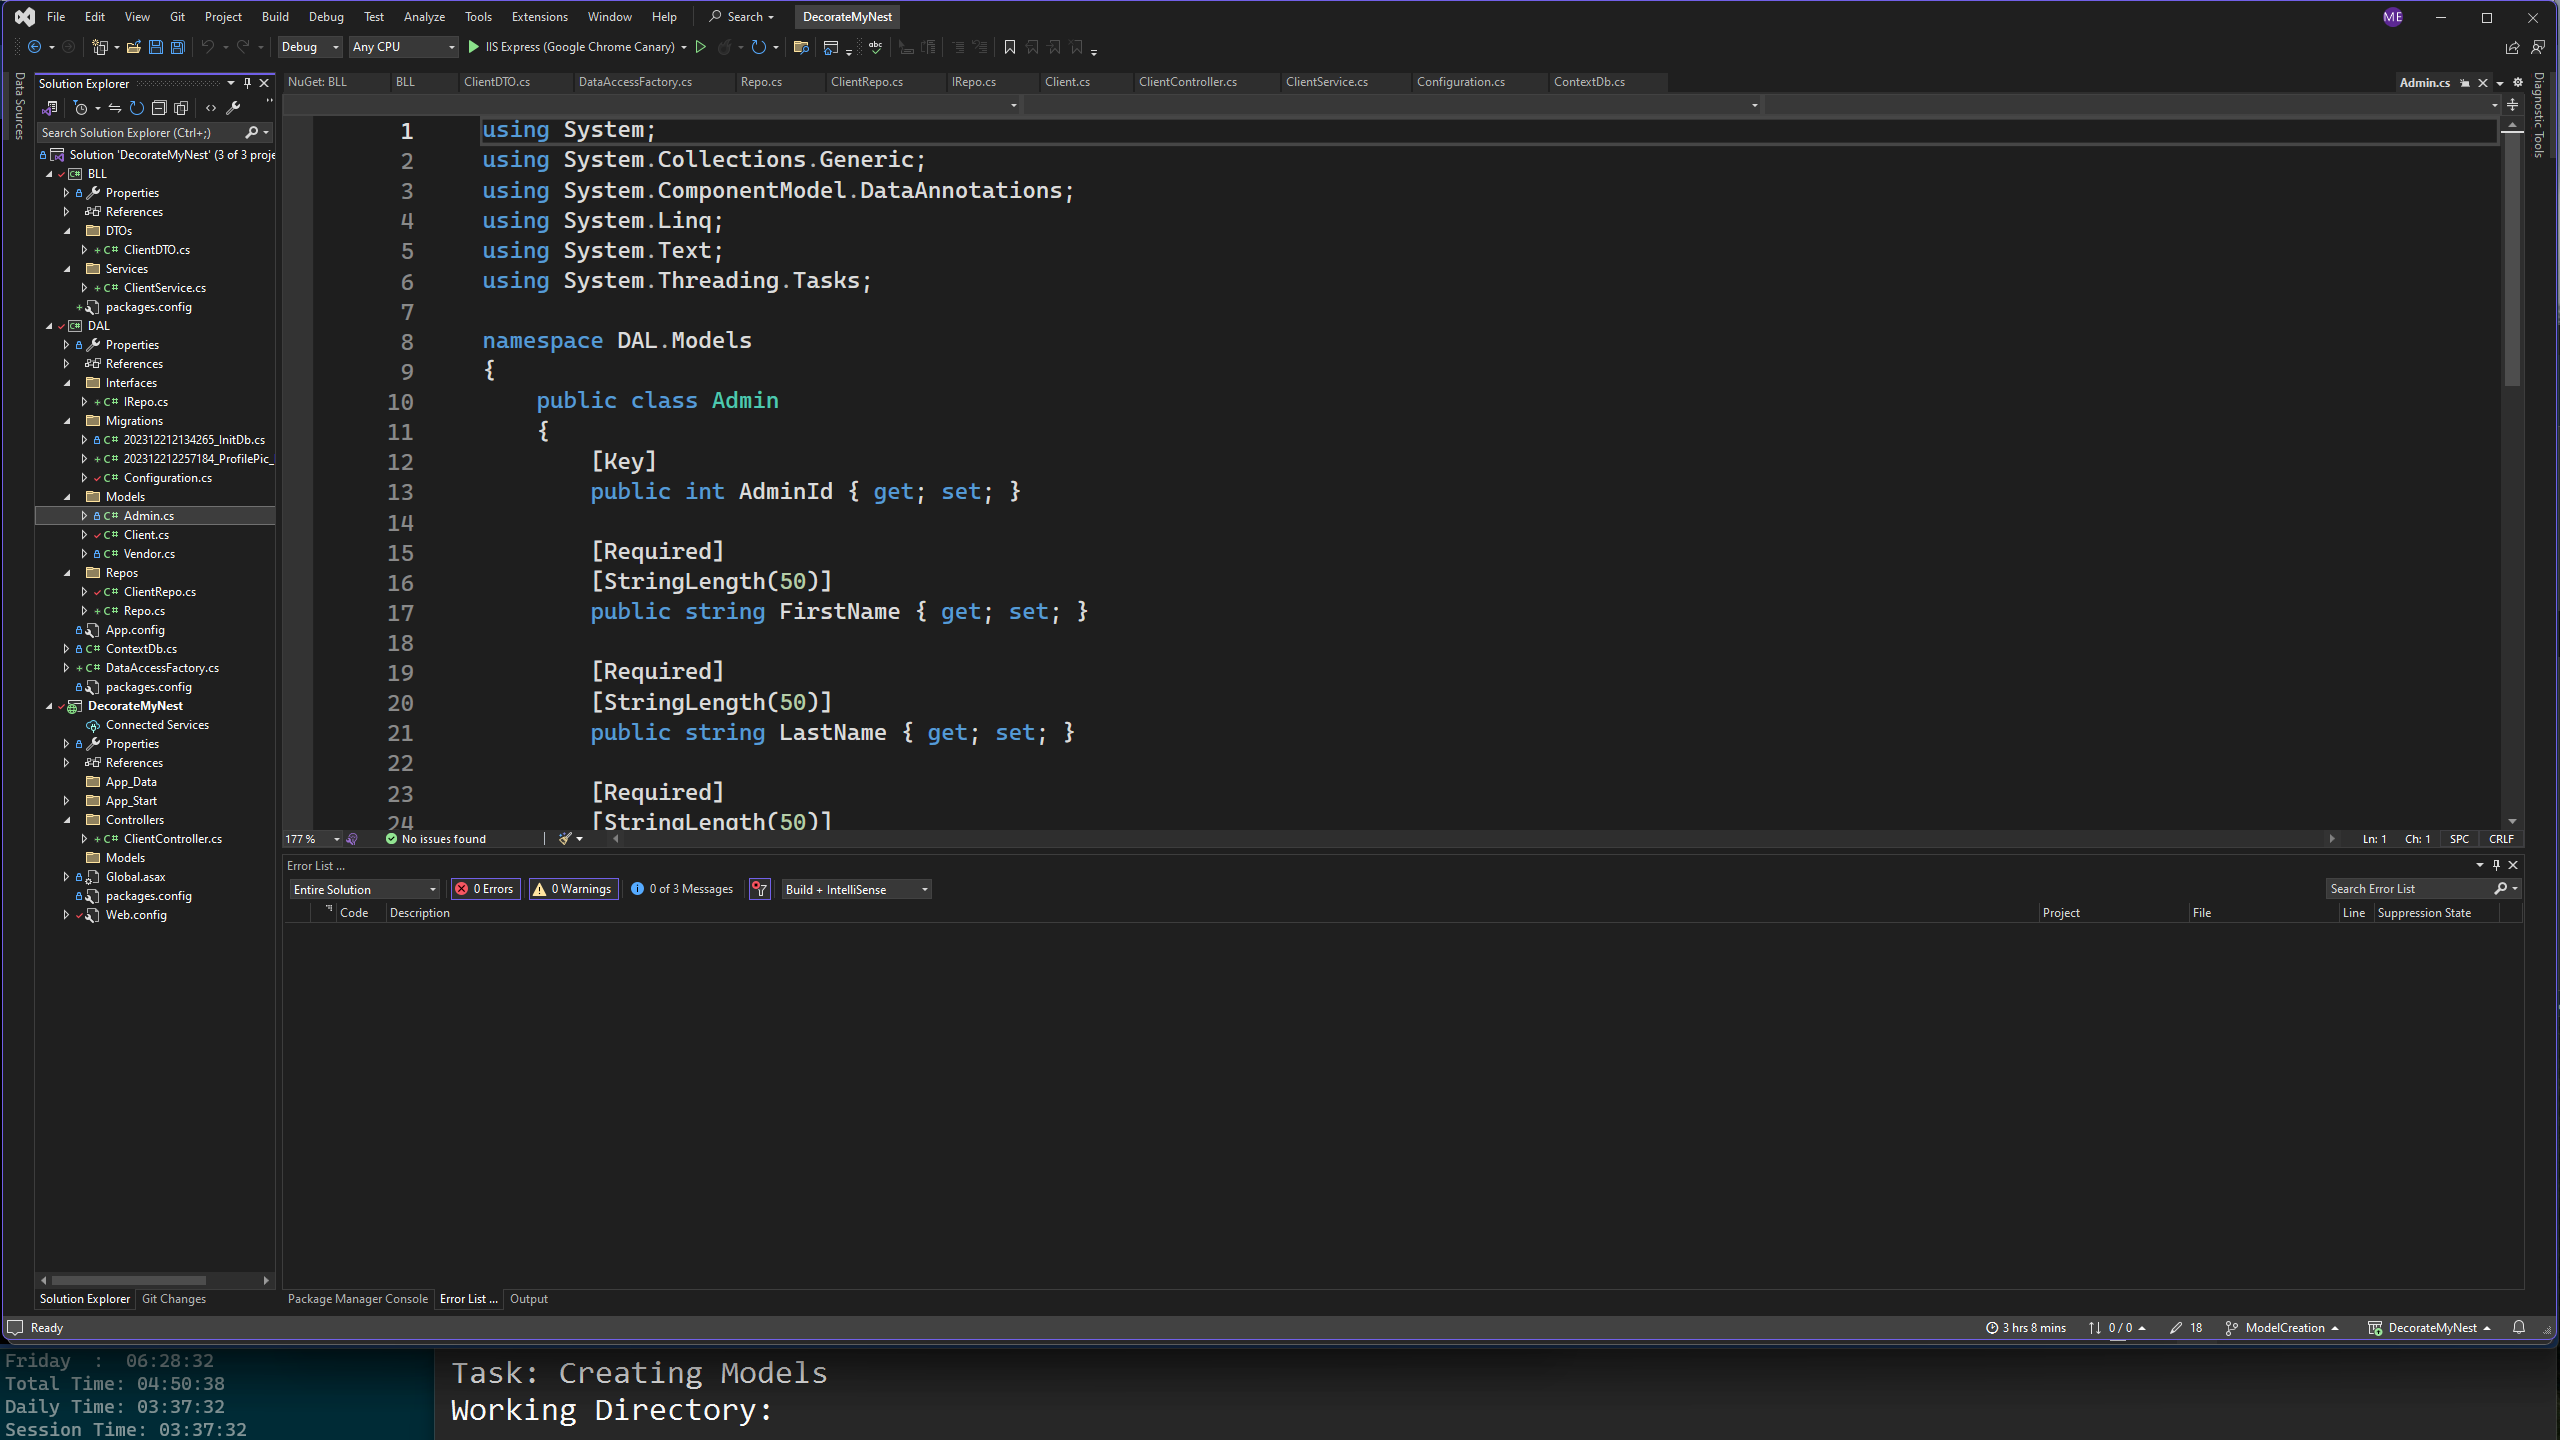 File Edit View Git Project Build Debug Test Analyze Tools Extensions Window Help Search DecorateMyNest ME
Debug Any CPU IIS Express (Google Chrome Canary)
Data Sources
Solution Explorer
Search Solution Explorer (Ctrl+;)
Solution 'DecorateMyNest' (3 of 3 proje
BLL
Properties
References
DTOs
C# ClientDTO.cs
Services
C# ClientService.cs
packages.config
DAL
Properties
References
Interfaces
C# IRepo.cs
Migrations
C# 202312212134265_InitDb.cs
C# 202312212257184_ProfilePic_
C# Configuration.cs
Models
C# Admin.cs
C# Client.cs
C# Vendor.cs
Repos
C# ClientRepo.cs
C# Repo.cs
App.config
C# ContextDb.cs
C# DataAccessFactory.cs
packages.config
DecorateMyNest
Connected Services
Properties
References
App_Data
App_Start
Controllers
C# ClientController.cs
Models
Global.asax
packages.config
Web.config
Solution Explorer Git Changes
NuGet: BLL BLL ClientDTO.cs DataAccessFactory.cs Repo.cs ClientRepo.cs IRepo.cs Client.cs ClientController.cs ClientService.cs Configuration.cs ContextDb.cs Admin.cs
Diagnostic Tools
1 using System;
2 using System.Collections.Generic;
3 using System.ComponentModel.DataAnnotations;
4 using System.Linq;
5 using System.Text;
6 using System.Threading.Tasks;
7
8 namespace DAL.Models
9 {
10 public class Admin
11 {
12 [Key]
13 public int AdminId { get; set; }
14
15 [Required]
16 [StringLength(50)]
17 public string FirstName { get; set; }
18
19 [Required]
20 [StringLength(50)]
21 public string LastName { get; set; }
22
23 [Required]
24 [StringLength(50)]
177 % No issues found Ln: 1 Ch: 1 SPC CRLF
Error List ...
Entire Solution 0 Errors 0 Warnings 0 of 3 Messages Build + IntelliSense Search Error List
Code Description Project File Line Suppression State
Package Manager Console Error List ... Output
Ready 3 hrs 8 mins 0 / 0 18 ModelCreation DecorateMyNest
Friday : 06:28:32
Total Time: 04:50:38
Daily Time: 03:37:32
Session Time: 03:37:32
Task: Creating Models
Working Directory: